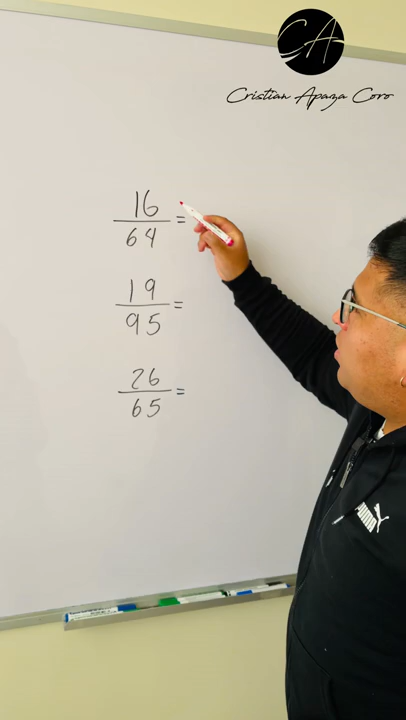 CA
Cristian Apaza Coro
16
64 =
19
95 =
26
65 =
PUMA